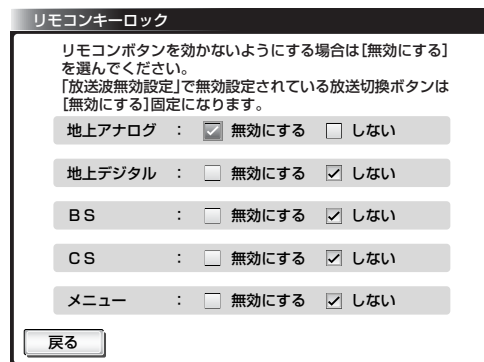 リモコンキーロック
リモコンボタンを効かないようにする場合は[無効にする]
を選んでください。
「放送波無効設定」で無効設定されている放送切換ボタンは
[無効にする]固定になります。
地上アナログ : 無効にする しない
地上デジタル : 無効にする しない
ＢＳ : 無効にする しない
ＣＳ : 無効にする しない
メニュー : 無効にする しない
戻る